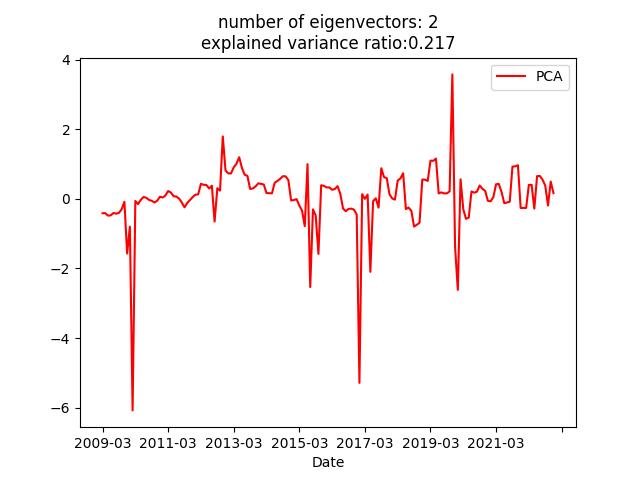 number of eigenvectors: 2
explained variance ratio:0.217
PCA
4
2
0
−2
−4
−6
2009-03 2011-03 2013-03 2015-03 2017-03 2019-03 2021-03
Date